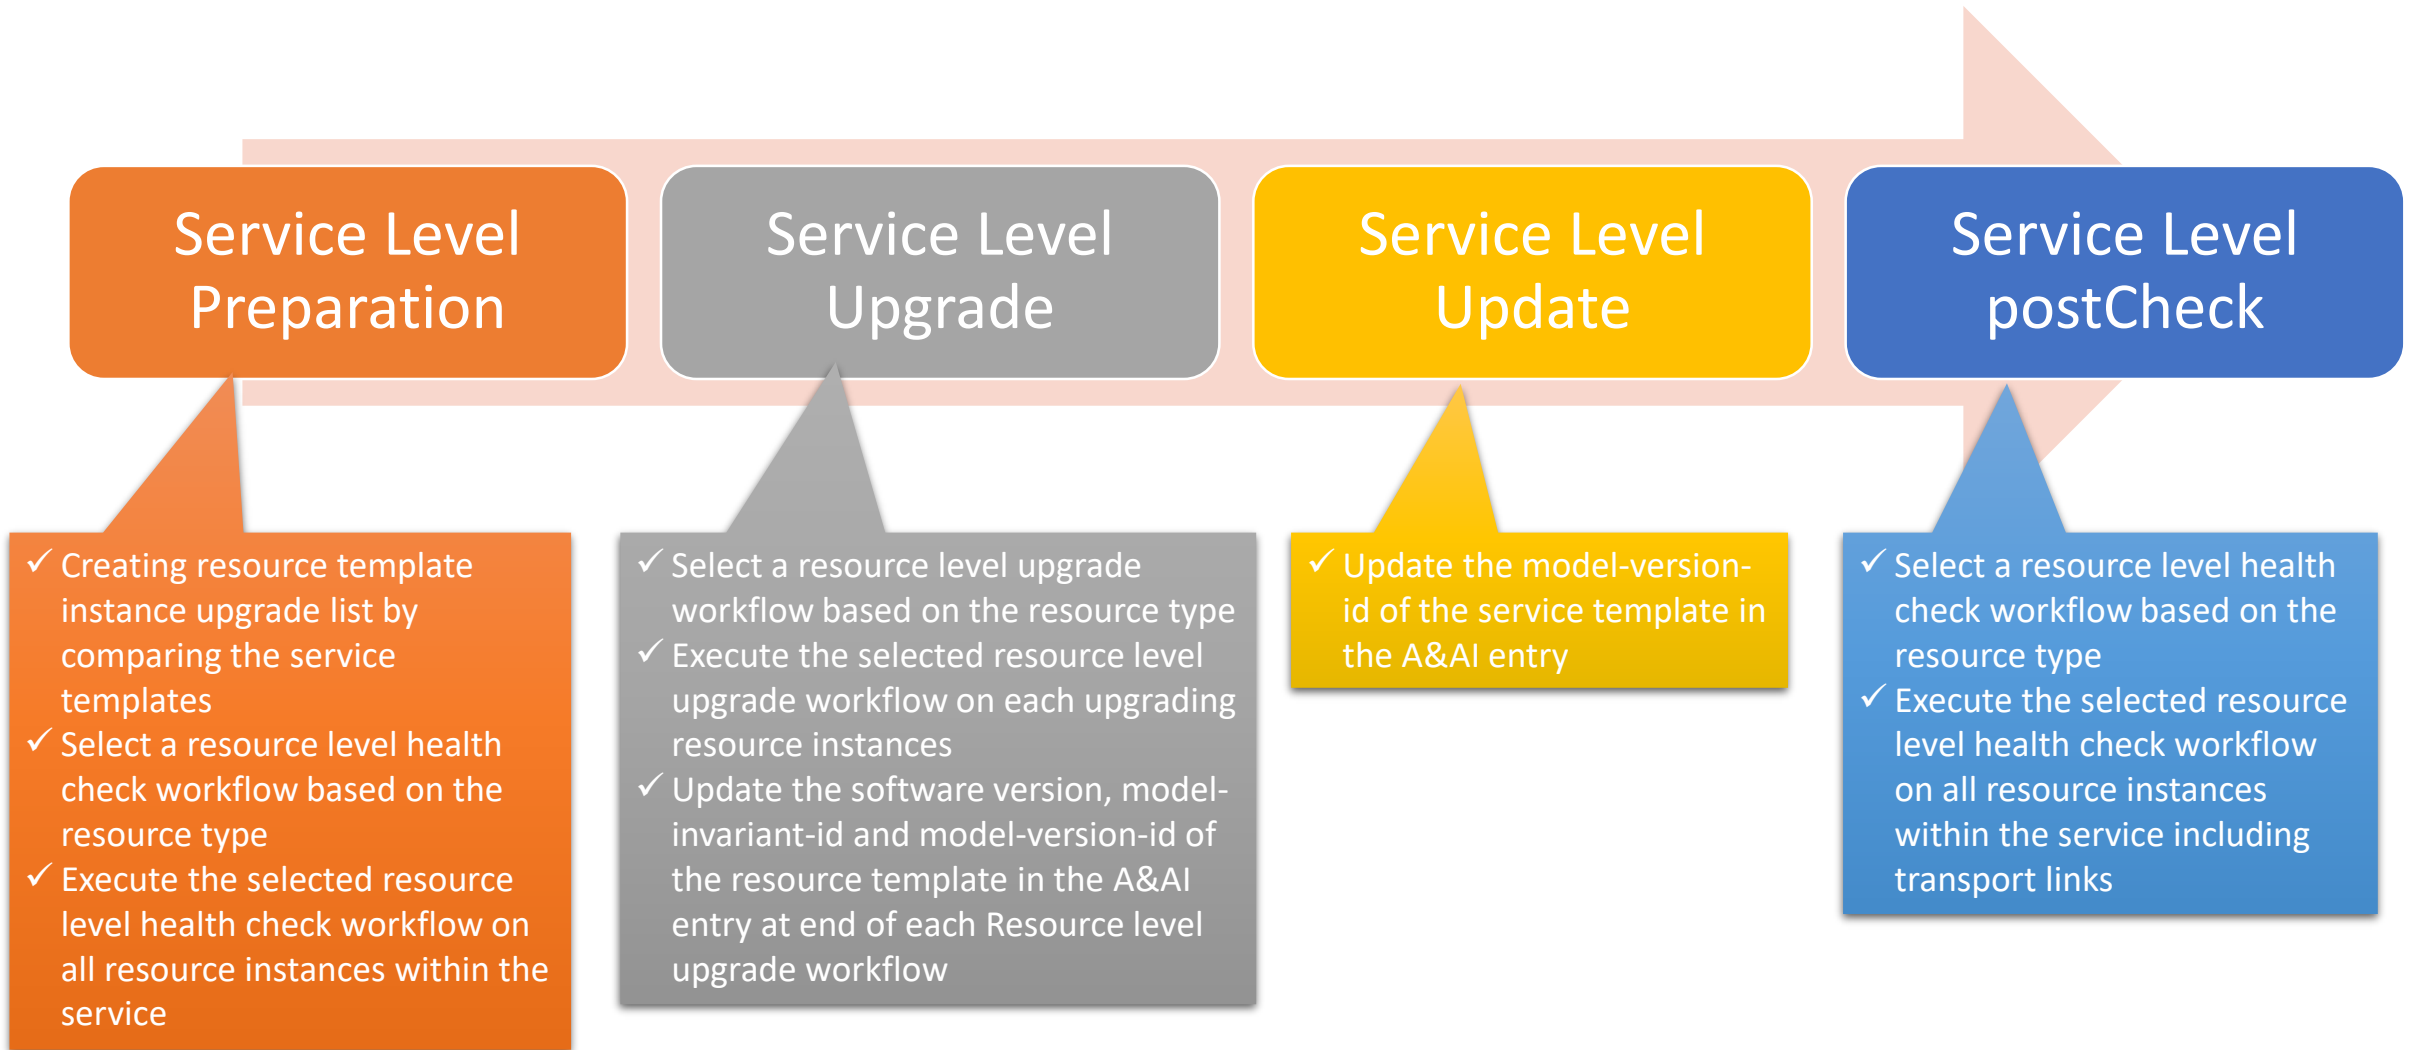 Service Level
Preparation
Service Level
Upgrade
Service Level
Update
Service Level
postCheck
✓ Creating resource template
instance upgrade list by
comparing the service
templates
✓ Select a resource level health
check workflow based on the
resource type
✓ Execute the selected resource
level health check workflow on
all resource instances within the
service
✓ Select a resource level upgrade
workflow based on the resource type
✓ Execute the selected resource level
upgrade workflow on each upgrading
resource instances
✓ Update the software version, model-
invariant-id and model-version-id of
the resource template in the A&AI
entry at end of each Resource level
upgrade workflow
✓ Update the model-version-
id of the service template in
the A&AI entry
✓ Select a resource level health
check workflow based on the
resource type
✓ Execute the selected resource
level health check workflow
on all resource instances
within the service including
transport links